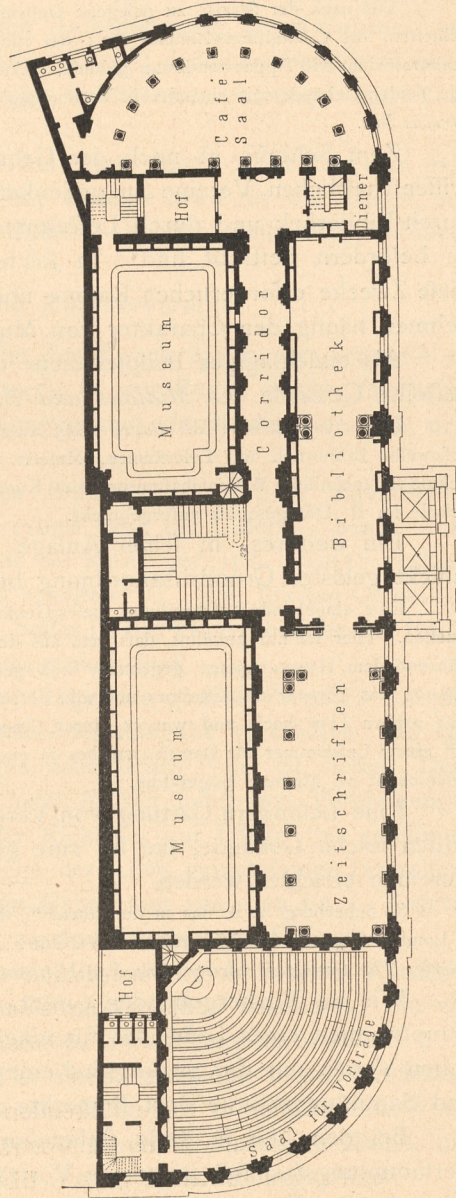 Café
Saal
Hof
Diener
Museum
Corridor
Bibliothek
Museum
Zeitschriften
Hof
Saal für Vorträge